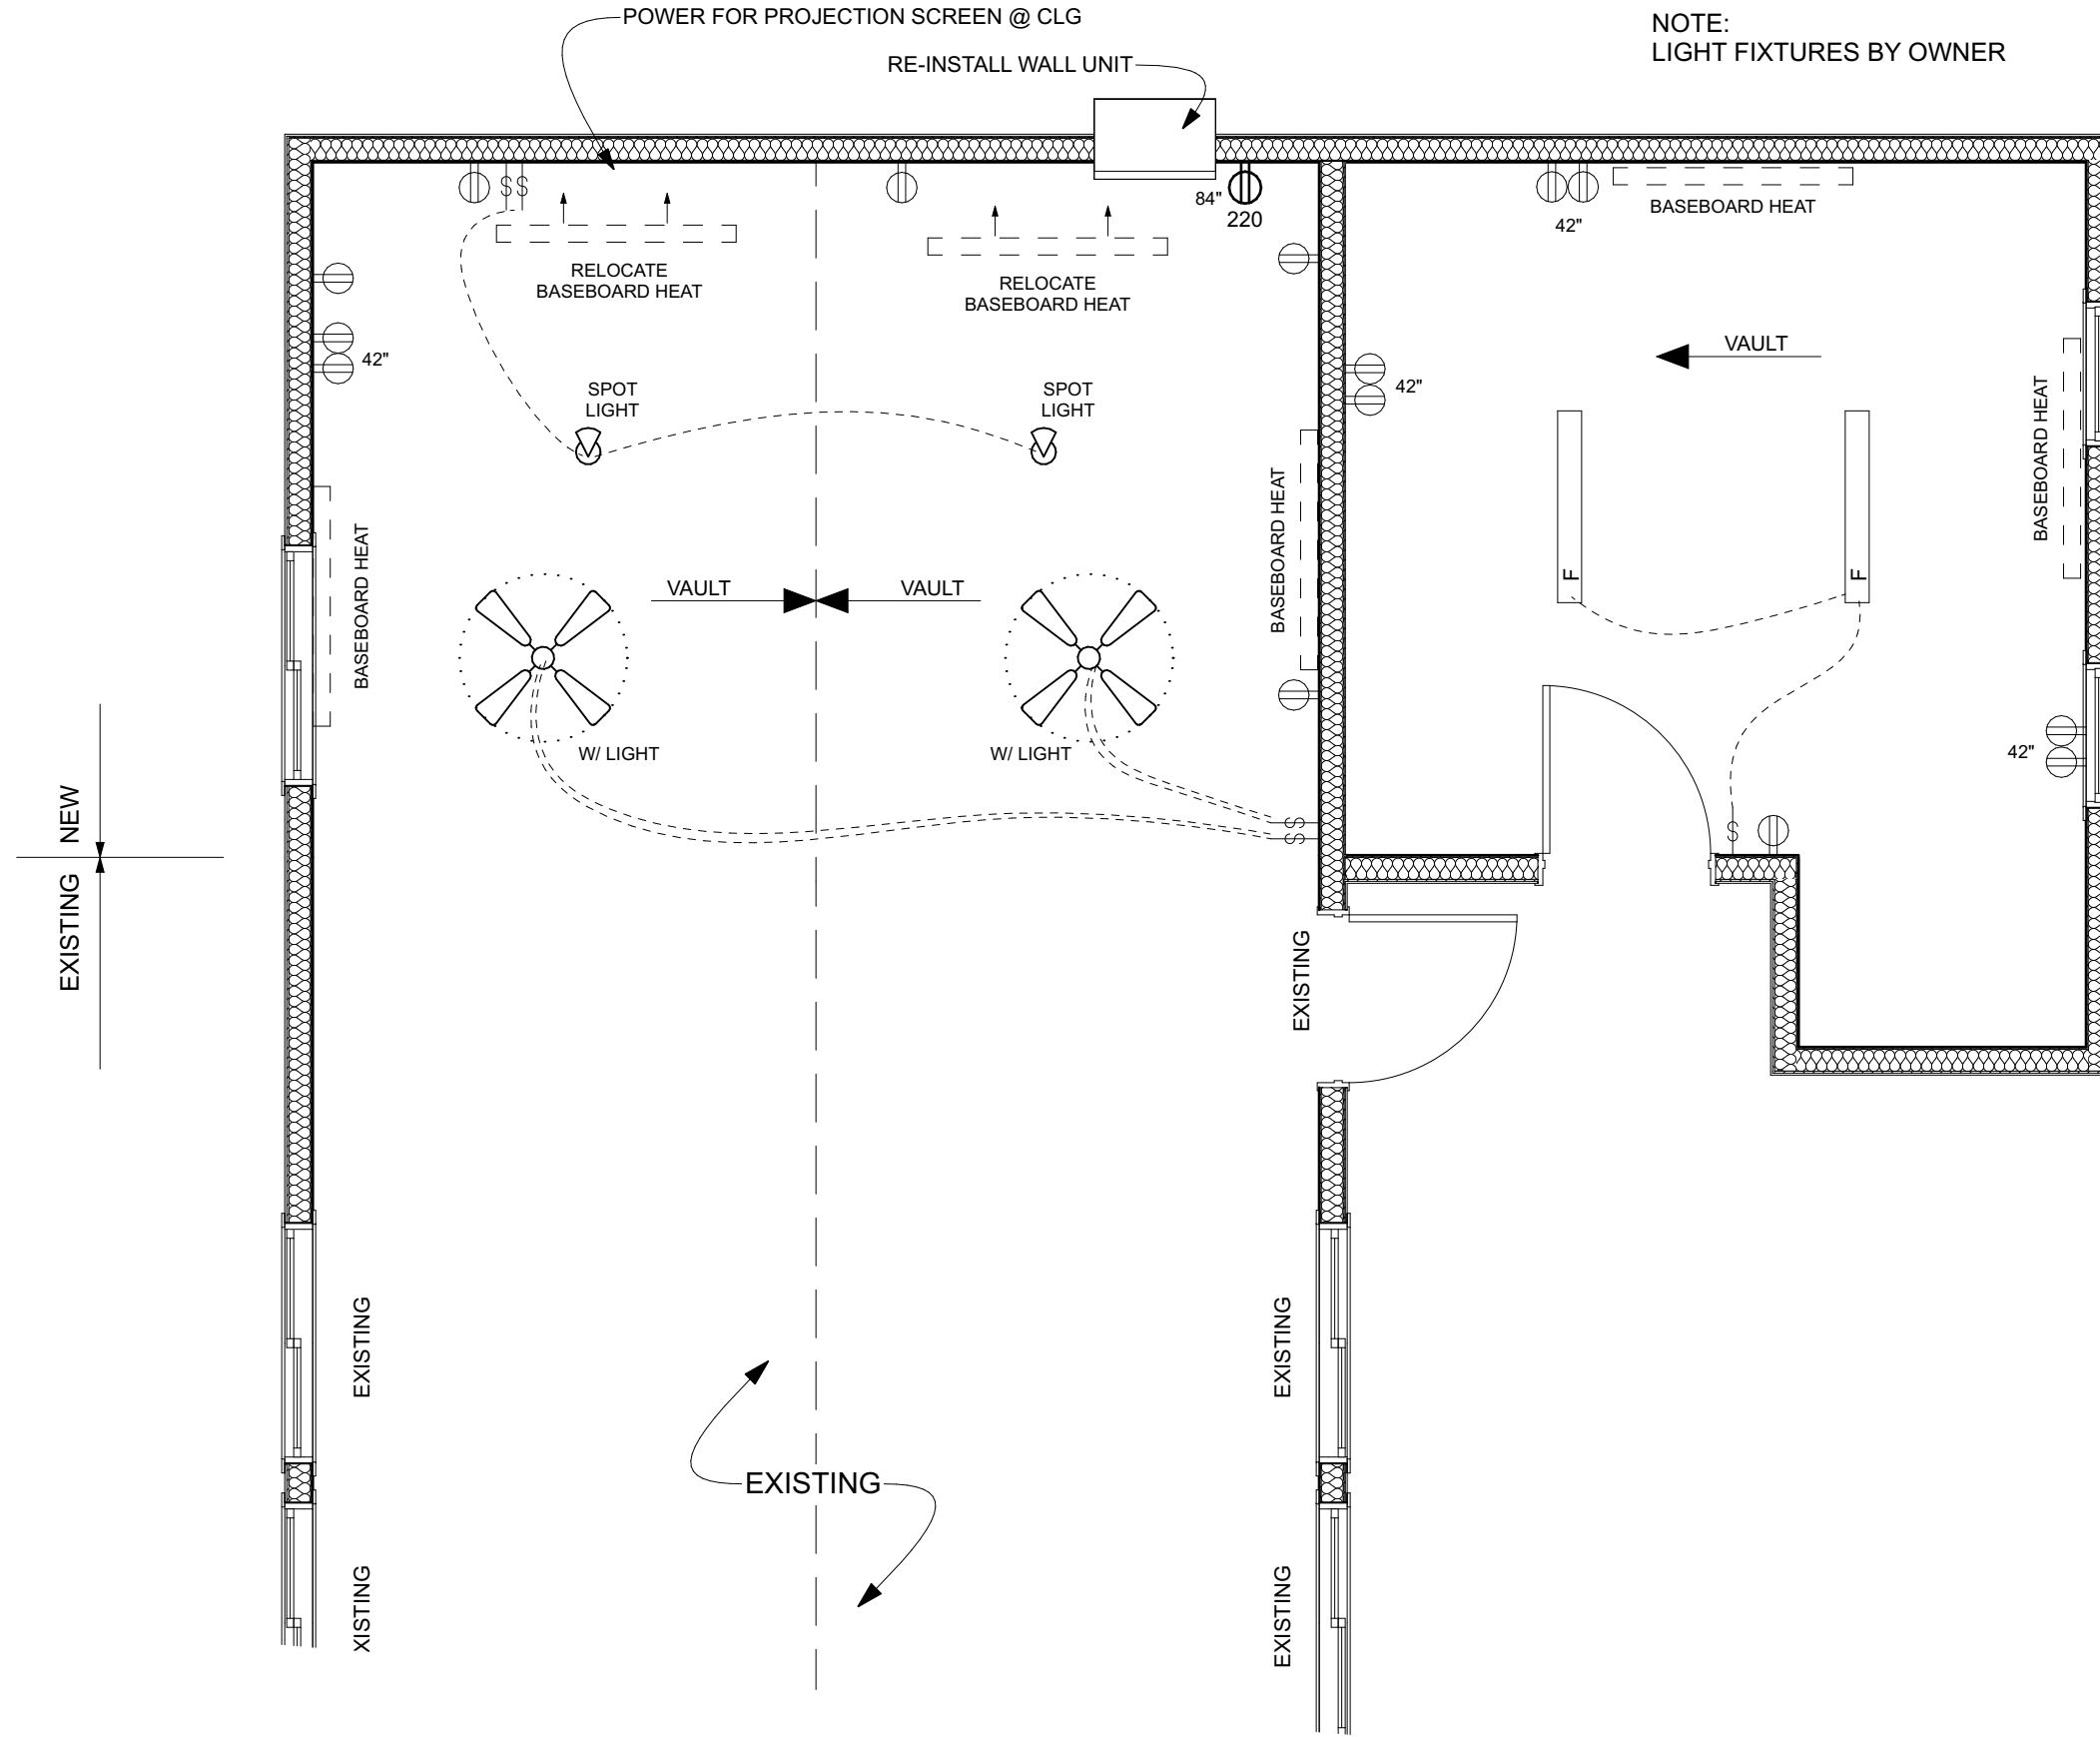 POWER FOR PROJECTION SCREEN @ CLG
NOTE:
LIGHT FIXTURES BY OWNER
RE-INSTALL WALL UNIT
S S
84"
220
42"
BASEBOARD HEAT
RELOCATE
BASEBOARD HEAT
RELOCATE
BASEBOARD HEAT
42"
VAULT
42"
SPOT
LIGHT
SPOT
LIGHT
BASEBOARD HEAT
BASEBOARD HEAT
BASEBOARD HEAT
F
F
VAULT
VAULT
W/ LIGHT
W/ LIGHT
42"
NEW
EXISTING
S
S
S
EXISTING
EXISTING
EXISTING
EXISTING
XISTING
EXISTING